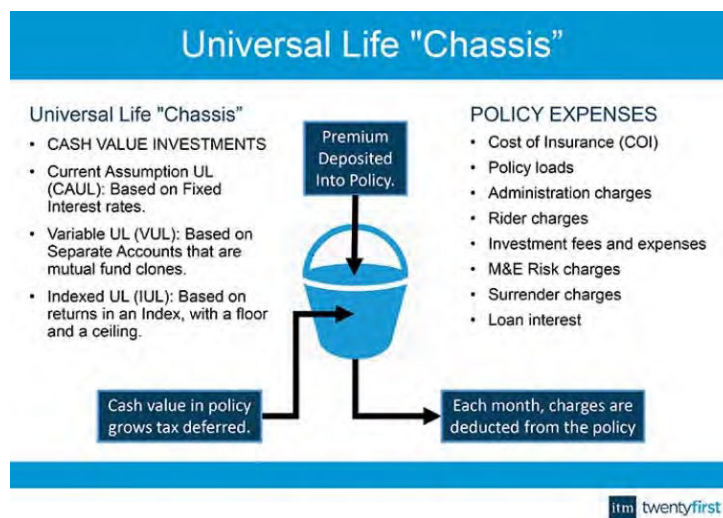 Universal Life "Chassis”
Universal Life "Chassis”
• CASH VALUE INVESTMENTS
• Current Assumption UL
(CAUL): Based on Fixed
Interest rates.
• Variable UL (VUL): Based on
Separate Accounts that are
mutual fund clones.
• Indexed UL (IUL): Based on
returns in an Index, with a floor
and a ceiling.
Premium
Deposited
Into Policy.
POLICY EXPENSES
• Cost of Insurance (COI)
• Policy loads
• Administration charges
• Rider charges
• Investment fees and expenses
• M&E Risk charges
• Surrender charges
• Loan interest
Cash value in policy
grows tax deferred.
Each month, charges are
deducted from the policy
itm twentyfirst